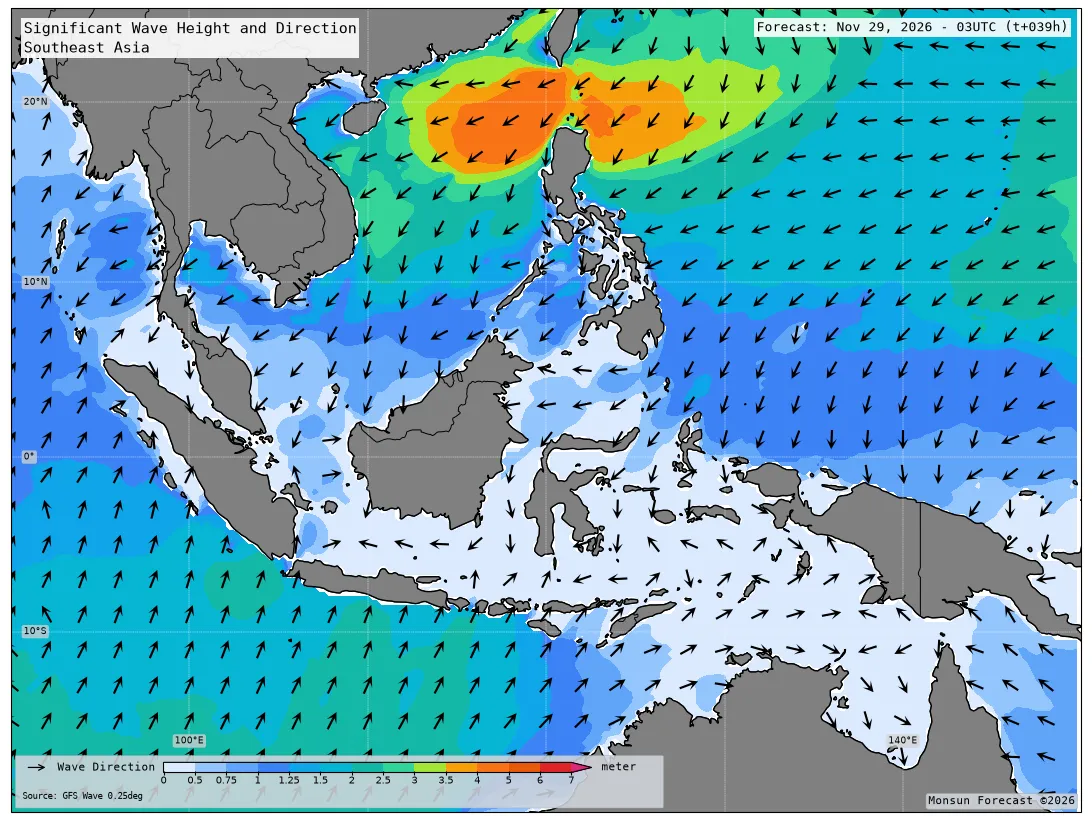 Significant Wave Height and Direction
Southeast Asia
Forecast: Nov 29, 2026 - 03UTC (t+039h)
20°N
10°N
0°
10°S
100°E
140°E
Wave Direction
meter
0 0.5 0.75 1 1.25 1.5 2 2.5 3 3.5 4 5 6 7
Source: GFS Wave 0.25deg
Monsun Forecast ©2026